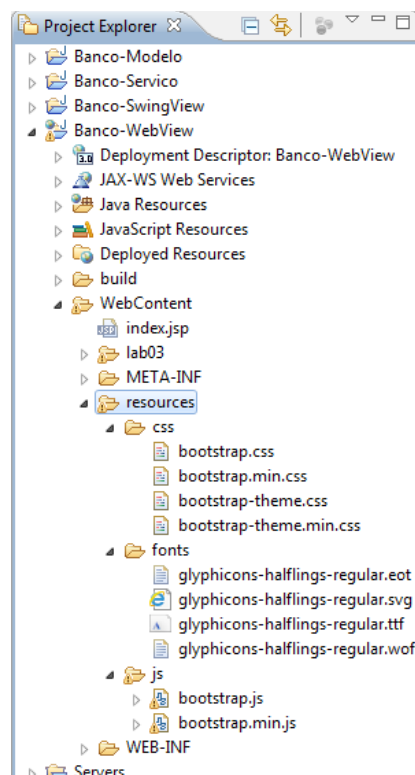 Project Explorer
Banco-Modelo
Banco-Servico
Banco-SwingView
Banco-WebView
3.0 Deployment Descriptor: Banco-WebView
JAX-WS Web Services
Java Resources
JavaScript Resources
Deployed Resources
build
WebContent
JSP index.jsp
lab03
META-INF
resources
css
bootstrap.css
bootstrap.min.css
bootstrap-theme.css
bootstrap-theme.min.css
fonts
glyphicons-halflings-regular.eot
glyphicons-halflings-regular.svg
glyphicons-halflings-regular.ttf
glyphicons-halflings-regular.wof
js
bootstrap.js
bootstrap.min.js
WEB-INF
Servers